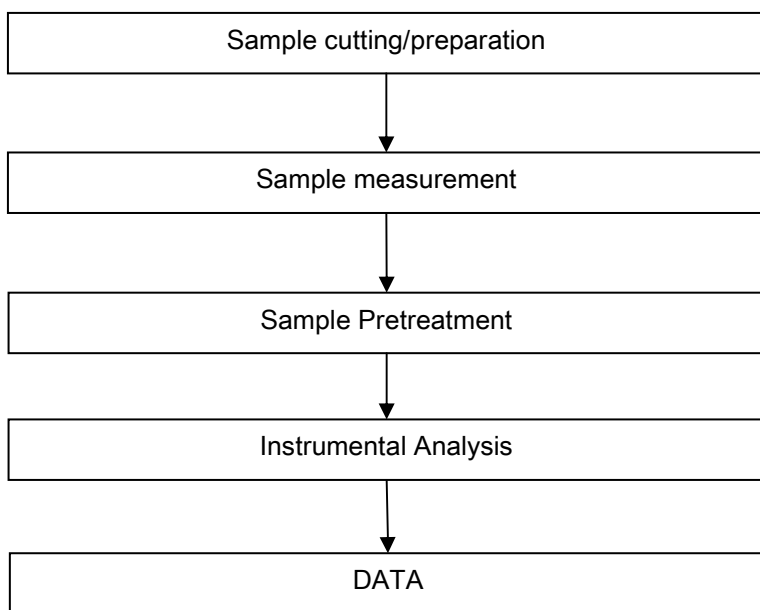 Sample cutting/preparation
Sample measurement
Sample Pretreatment
Instrumental Analysis
DATA